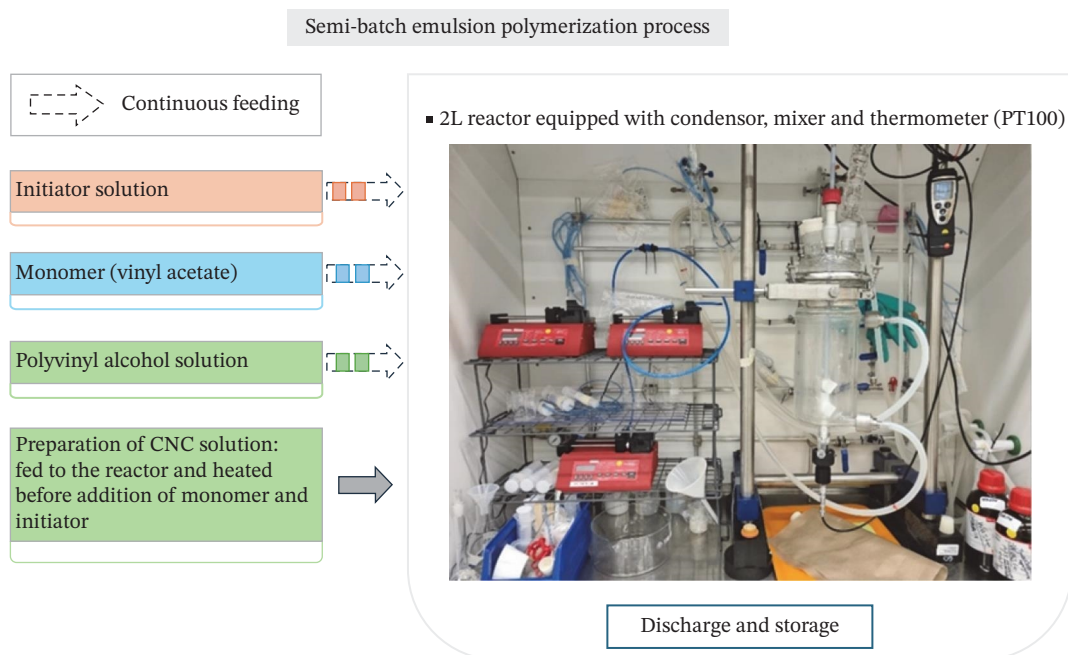 Semi-batch emulsion polymerization process
Continuous feeding
Initiator solution
Monomer (vinyl acetate)
Polyvinyl alcohol solution
Preparation of CNC solution:
fed to the reactor and heated
before addition of monomer and
initiator
▪ 2L reactor equipped with condensor, mixer and thermometer (PT100)
Discharge and storage